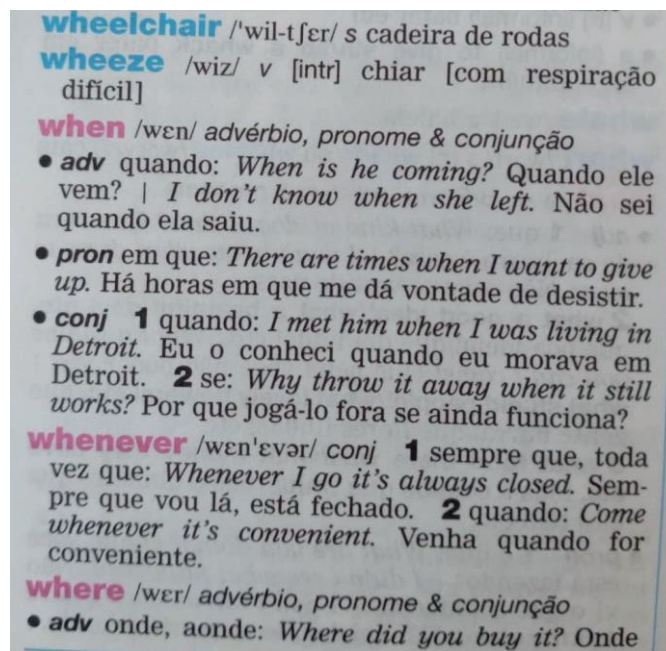 wheelchair /'wil-tʃɛr/ s cadeira de rodas
wheeze /wiz/ v [intr] chiar [com respiração
difícil]
when /wɛn/ advérbio, pronome & conjunção
• adv quando: When is he coming? Quando ele
vem? | I don't know when she left. Não sei
quando ela saiu.
• pron em que: There are times when I want to give
up. Há horas em que me dá vontade de desistir.
• conj 1 quando: I met him when I was living in
Detroit. Eu o conheci quando eu morava em
Detroit. 2 se: Why throw it away when it still
works? Por que jogá-lo fora se ainda funciona?
whenever /wɛn'ɛvər/ conj 1 sempre que, toda
vez que: Whenever I go it's always closed. Sem-
pre que vou lá, está fechado. 2 quando: Come
whenever it's convenient. Venha quando for
conveniente.
where /wɛr/ advérbio, pronome & conjunção
• adv onde, aonde: Where did you buy it? Onde